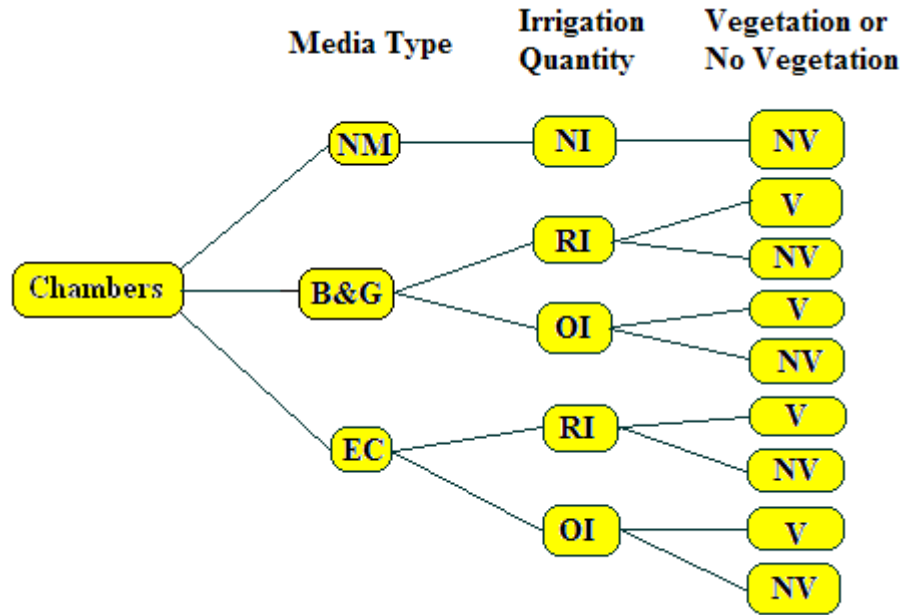 Media Type
Irrigation
Quantity
Vegetation or
No Vegetation
Chambers
NM
NI
NV
B&G
RI
V
NV
OI
V
NV
EC
RI
V
NV
OI
V
NV